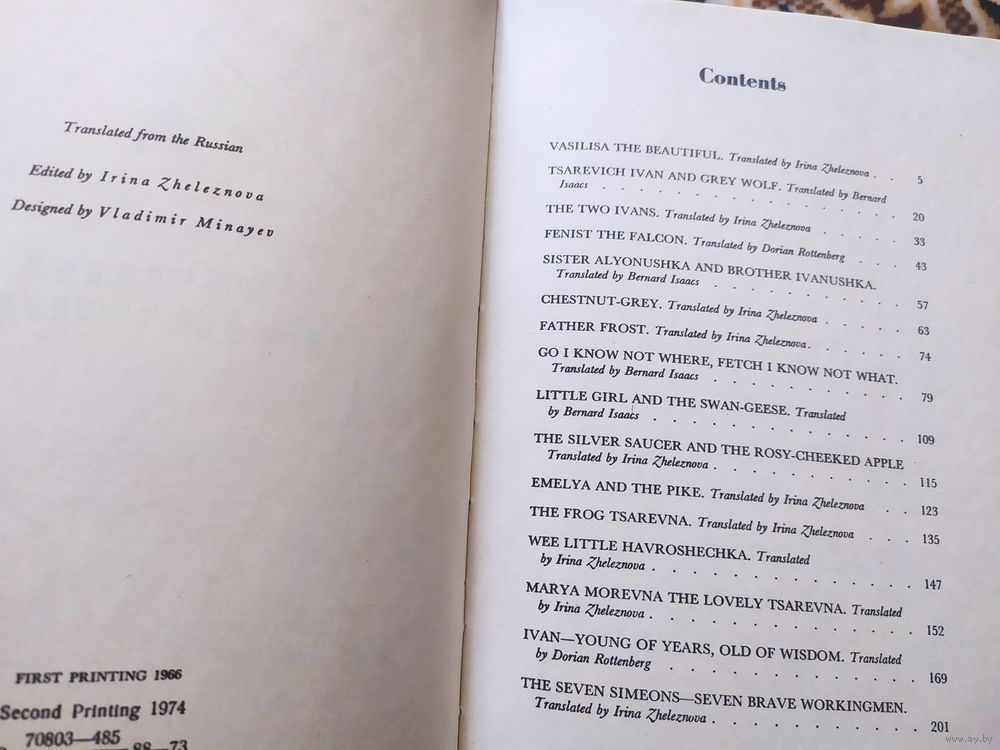 Translated from the Russian
Edited by Irina Zheleznova
Designed by Vladimir Minayev
FIRST PRINTING 1966
Second Printing 1974
70803—485
88—73
Contents
VASILISA THE BEAUTIFUL. Translated by Irina Zheleznova . . 5
TSAREVICH IVAN AND GREY WOLF. Translated by Bernard
Isaacs . . . . . . . . . . . . 20
THE TWO IVANS. Translated by Irina Zheleznova . . . . . 33
FENIST THE FALCON. Translated by Dorian Rottenberg . . . 43
SISTER ALYONUSHKA AND BROTHER IVANUSHKA.
Translated by Bernard Isaacs . . . . . . . . 57
CHESTNUT-GREY. Translated by Irina Zheleznova . . . . 63
FATHER FROST. Translated by Irina Zheleznova . . . . . 74
GO I KNOW NOT WHERE, FETCH I KNOW NOT WHAT.
Translated by Bernard Isaacs . . . . . . . . 79
LITTLE GIRL AND THE SWAN-GEESE. Translated
by Bernard Isaacs . . . . . . . . . . 109
THE SILVER SAUCER AND THE ROSY-CHEEKED APPLE
Translated by Irina Zheleznova . . . . . . . . 115
EMELYA AND THE PIKE. Translated by Irina Zheleznova . . 123
THE FROG TSAREVNA. Translated by Irina Zheleznova . . . 135
WEE LITTLE HAVROSHECHKA. Translated
by Irina Zheleznova . . . . . . . . . . 147
MARYA MOREVNA THE LOVELY TSAREVNA. Translated
by Irina Zheleznova . . . . . . . . . . 152
IVAN—YOUNG OF YEARS, OLD OF WISDOM. Translated
by Dorian Rottenberg . . . . . . . . . . 169
THE SEVEN SIMEONS—SEVEN BRAVE WORKINGMEN.
Translated by Irina Zheleznova . . . . . . . . 201
www.ay.by